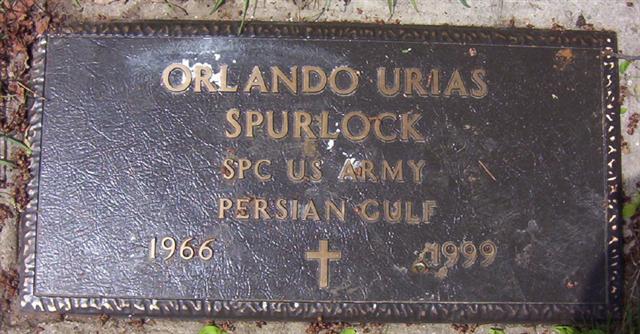 ORLANDO URIAS
SPURLOCK
SPC US ARMY
PERSIAN GULF
1966 1999